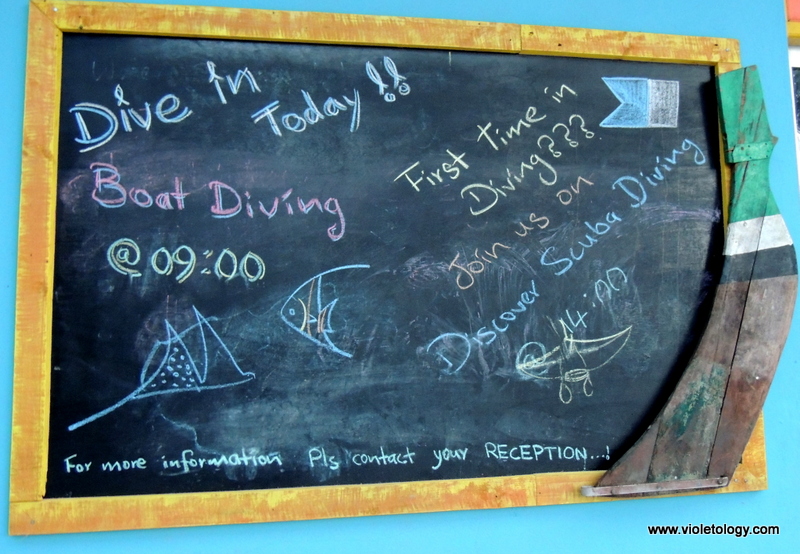 Dive in
Today !!
Boat Diving
@ 09:00
First time in
Diving???
Join us on
Discover Scuba Diving
@ 14:00
For more information Pls contact your RECEPTION...!
www.violetology.com